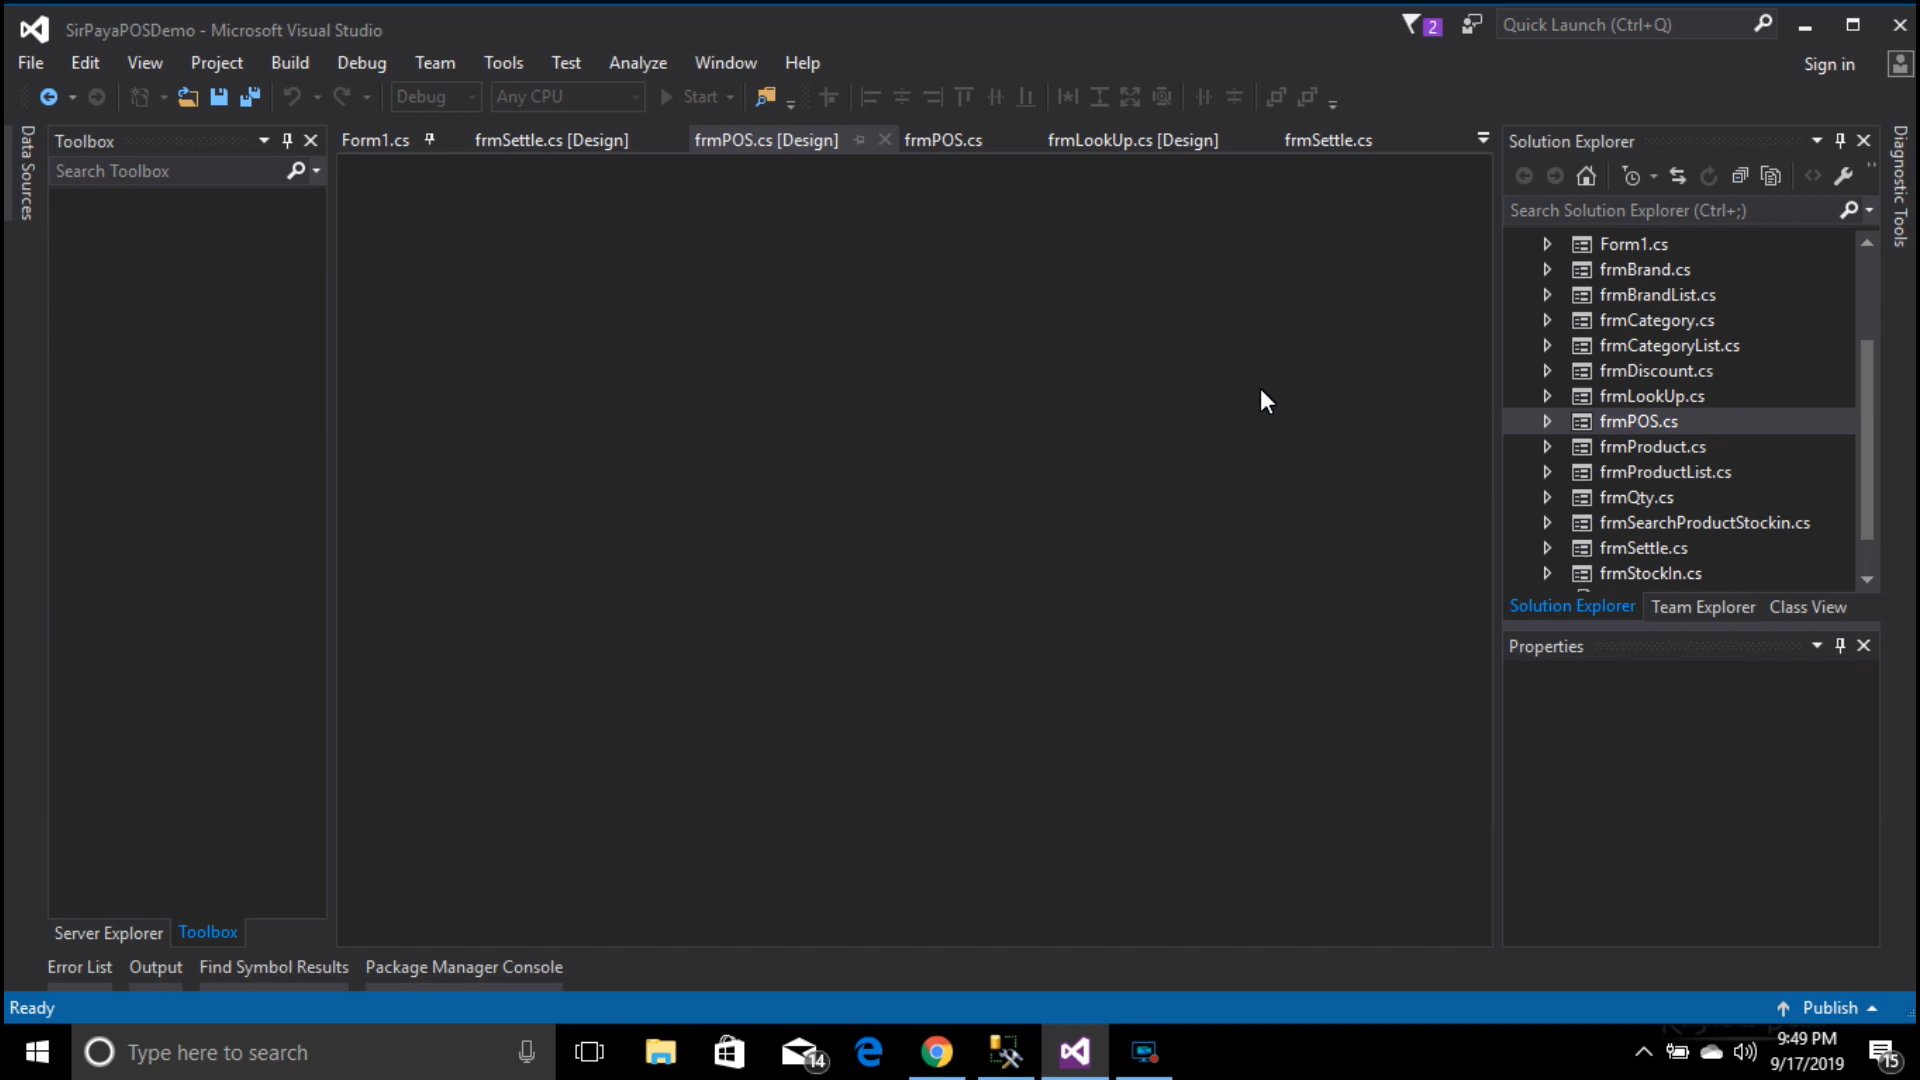 SirPayaPOSDemo - Microsoft Visual Studio
2
Quick Launch (Ctrl+Q)
File Edit View Project Build Debug Team Tools Test Analyze Window Help
Sign in
Debug Any CPU Start
Data Sources
Toolbox
Search Toolbox
Form1.cs frmSettle.cs [Design] frmPOS.cs [Design] frmPOS.cs frmLookUp.cs [Design] frmSettle.cs
Solution Explorer
Search Solution Explorer (Ctrl+;)
Diagnostic Tools
Form1.cs
frmBrand.cs
frmBrandList.cs
frmCategory.cs
frmCategoryList.cs
frmDiscount.cs
frmLookUp.cs
frmPOS.cs
frmProduct.cs
frmProductList.cs
frmQty.cs
frmSearchProductStockin.cs
frmSettle.cs
frmStockIn.cs
Solution Explorer Team Explorer Class View
Properties
Server Explorer Toolbox
Error List Output Find Symbol Results Package Manager Console
Ready
Publish
Type here to search
14
9:49 PM
9/17/2019
15